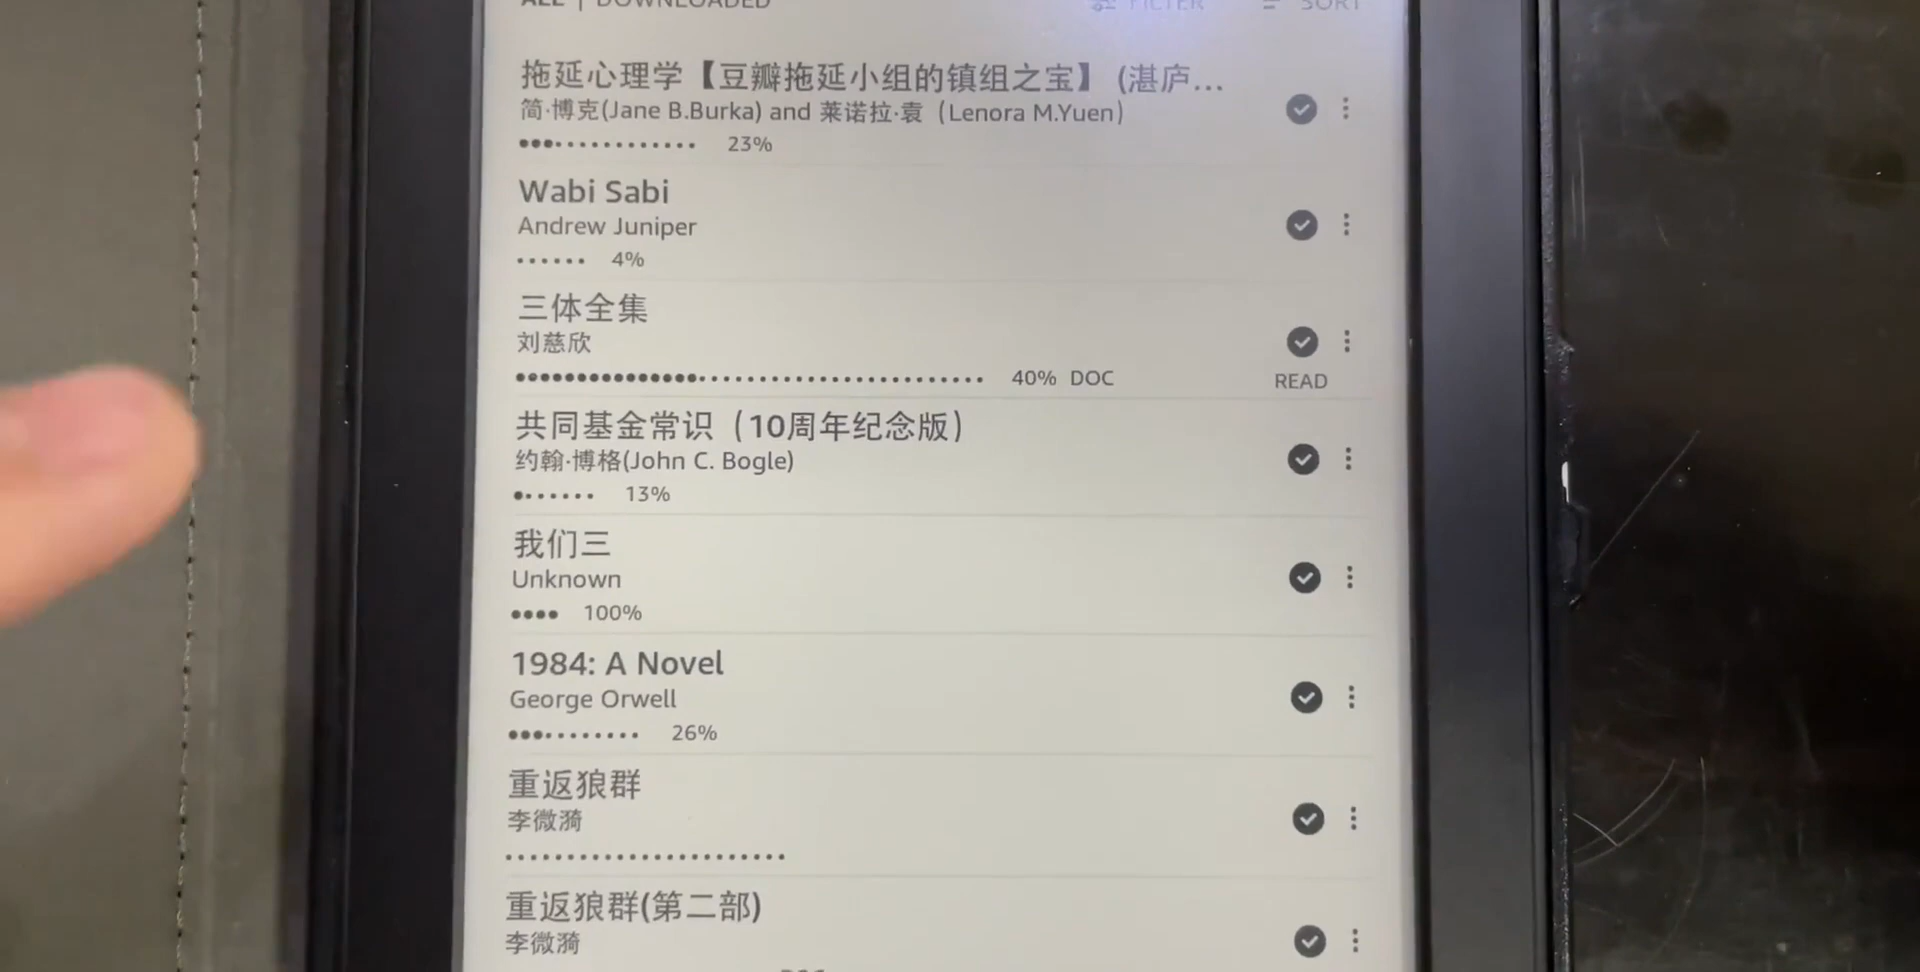 ALL | DOWNLOADED
FILTER
SORT
拖延心理学【豆瓣拖延小组的镇组之宝】 (湛庐...
简·博克(Jane B.Burka) and 莱诺拉·袁（Lenora M.Yuen）
23%
Wabi Sabi
Andrew Juniper
4%
三体全集
刘慈欣
40% DOC
READ
共同基金常识（10周年纪念版）
约翰·博格(John C. Bogle)
13%
我们三
Unknown
100%
1984: A Novel
George Orwell
26%
重返狼群
李微漪
重返狼群(第二部)
李微漪